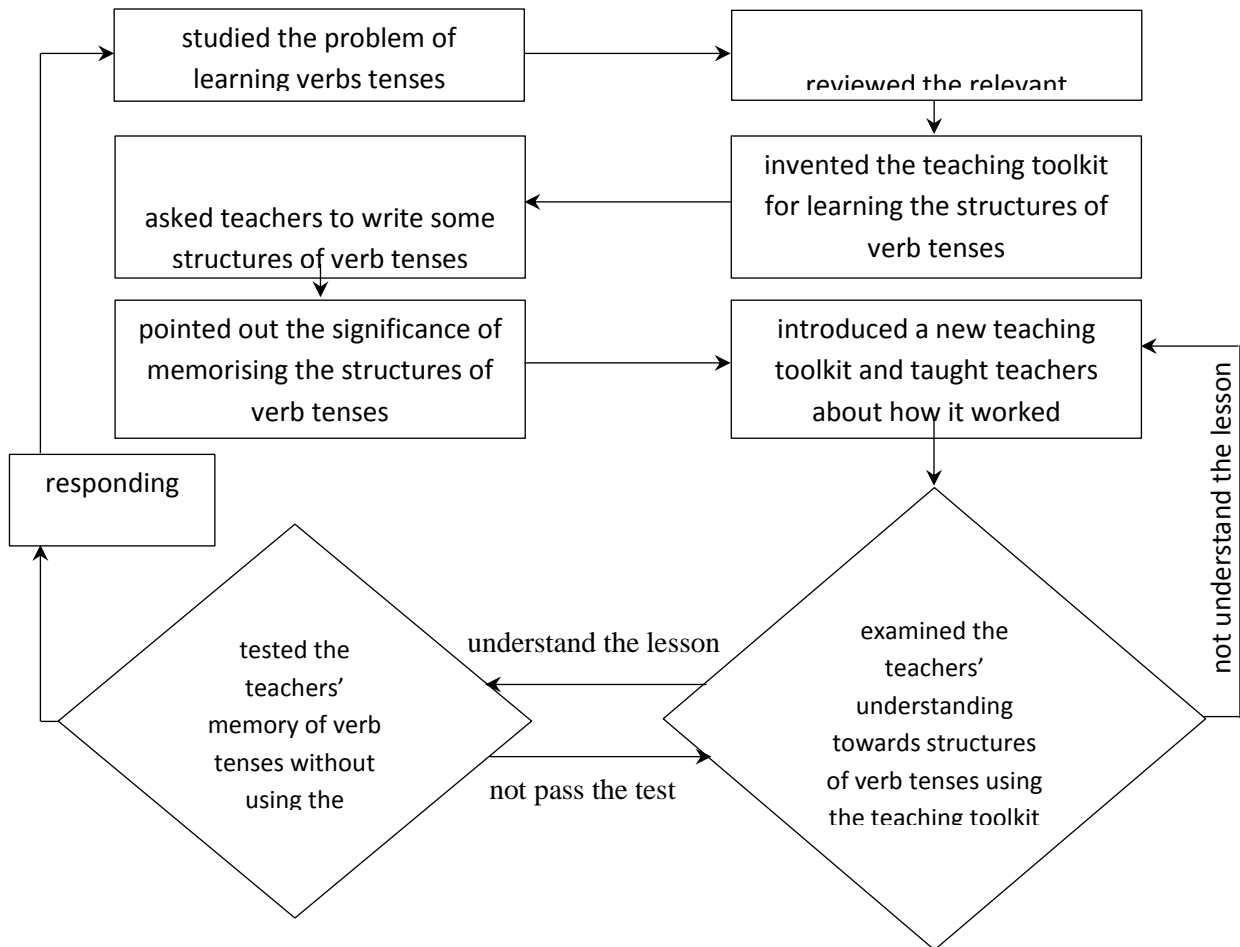 studied the problem of
learning verbs tenses
reviewed the relevant
invented the teaching toolkit
for learning the structures of
verb tenses
asked teachers to write some
structures of verb tenses
pointed out the significance of
memorising the structures of
verb tenses
introduced a new teaching
toolkit and taught teachers
about how it worked
not understand the lesson
responding
examined the
teachers’
understanding
towards structures
of verb tenses using
the teaching toolkit
understand the lesson
tested the
teachers’
memory of verb
tenses without
using the
not pass the test